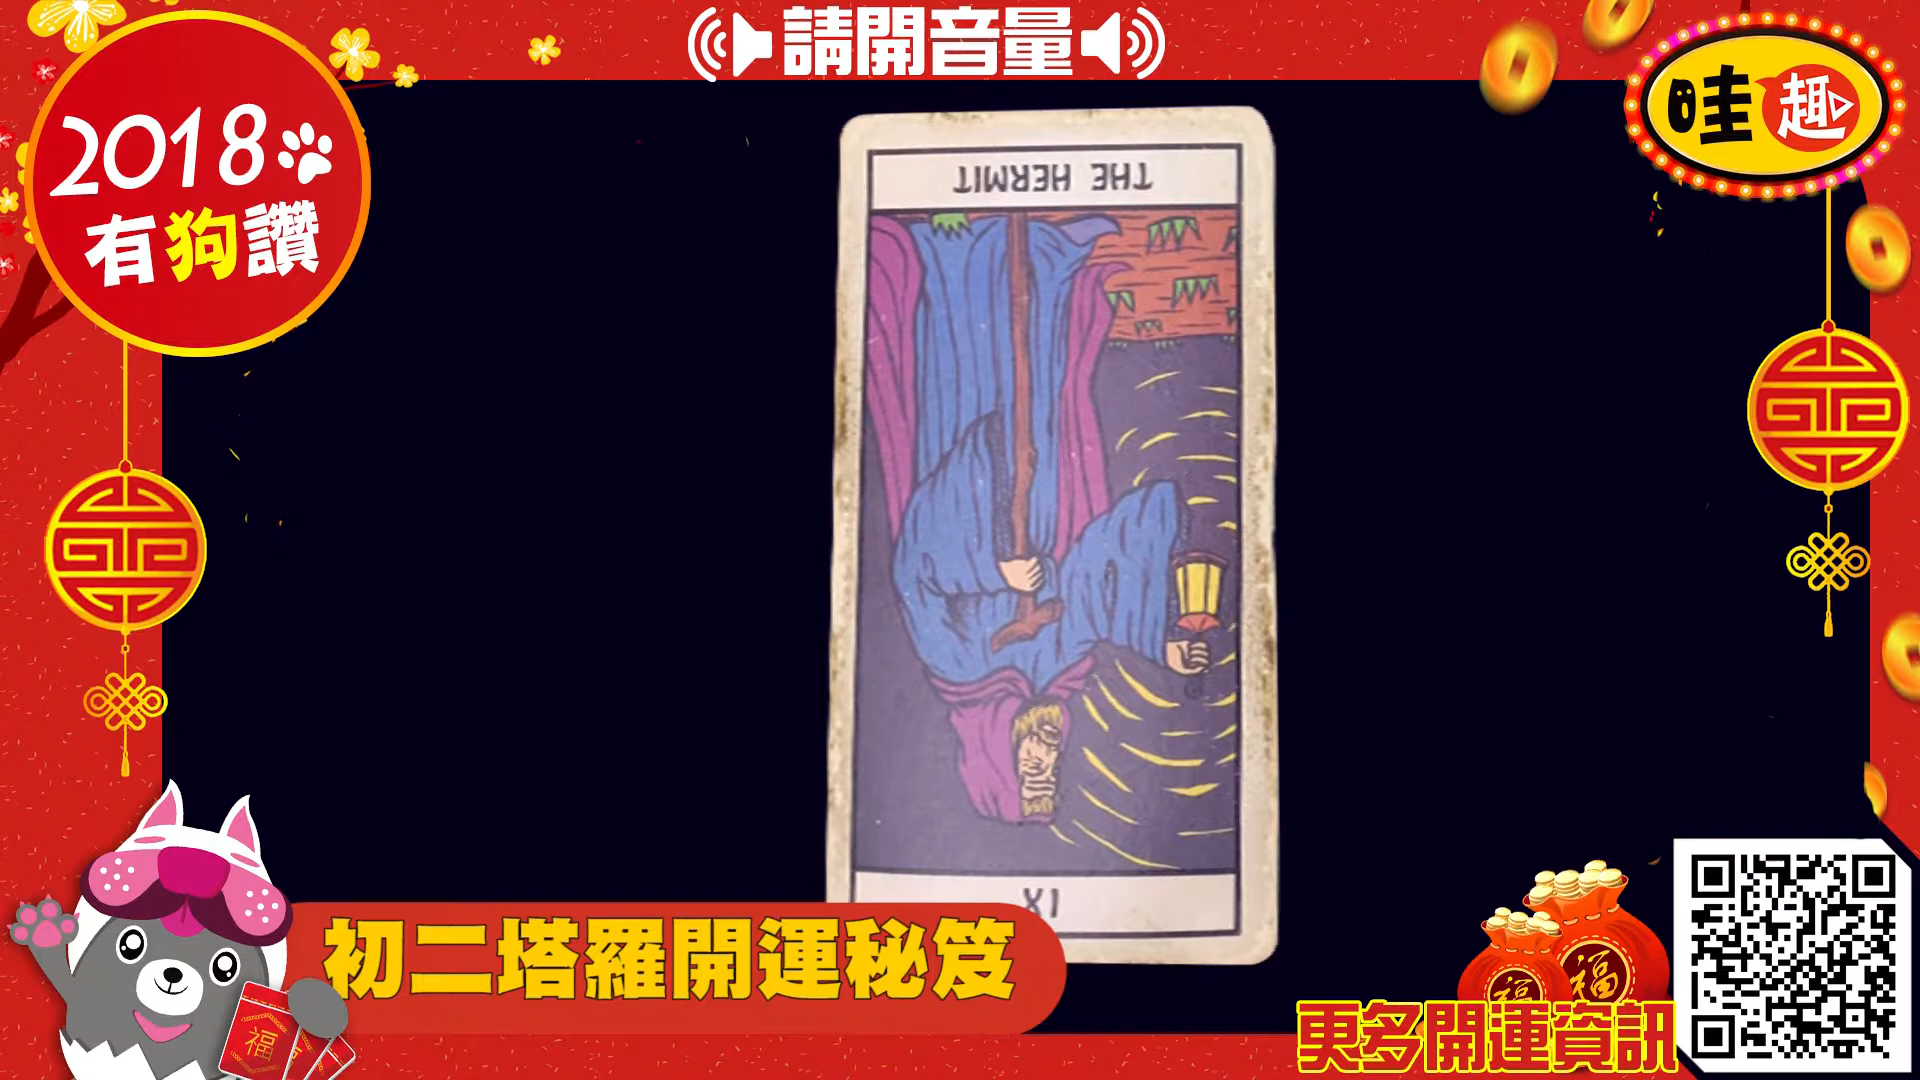 請開音量
2018
有狗讚
哇趣
THE HERMIT
IX
初二塔羅開運秘笈
福
福
福
更多開運資訊